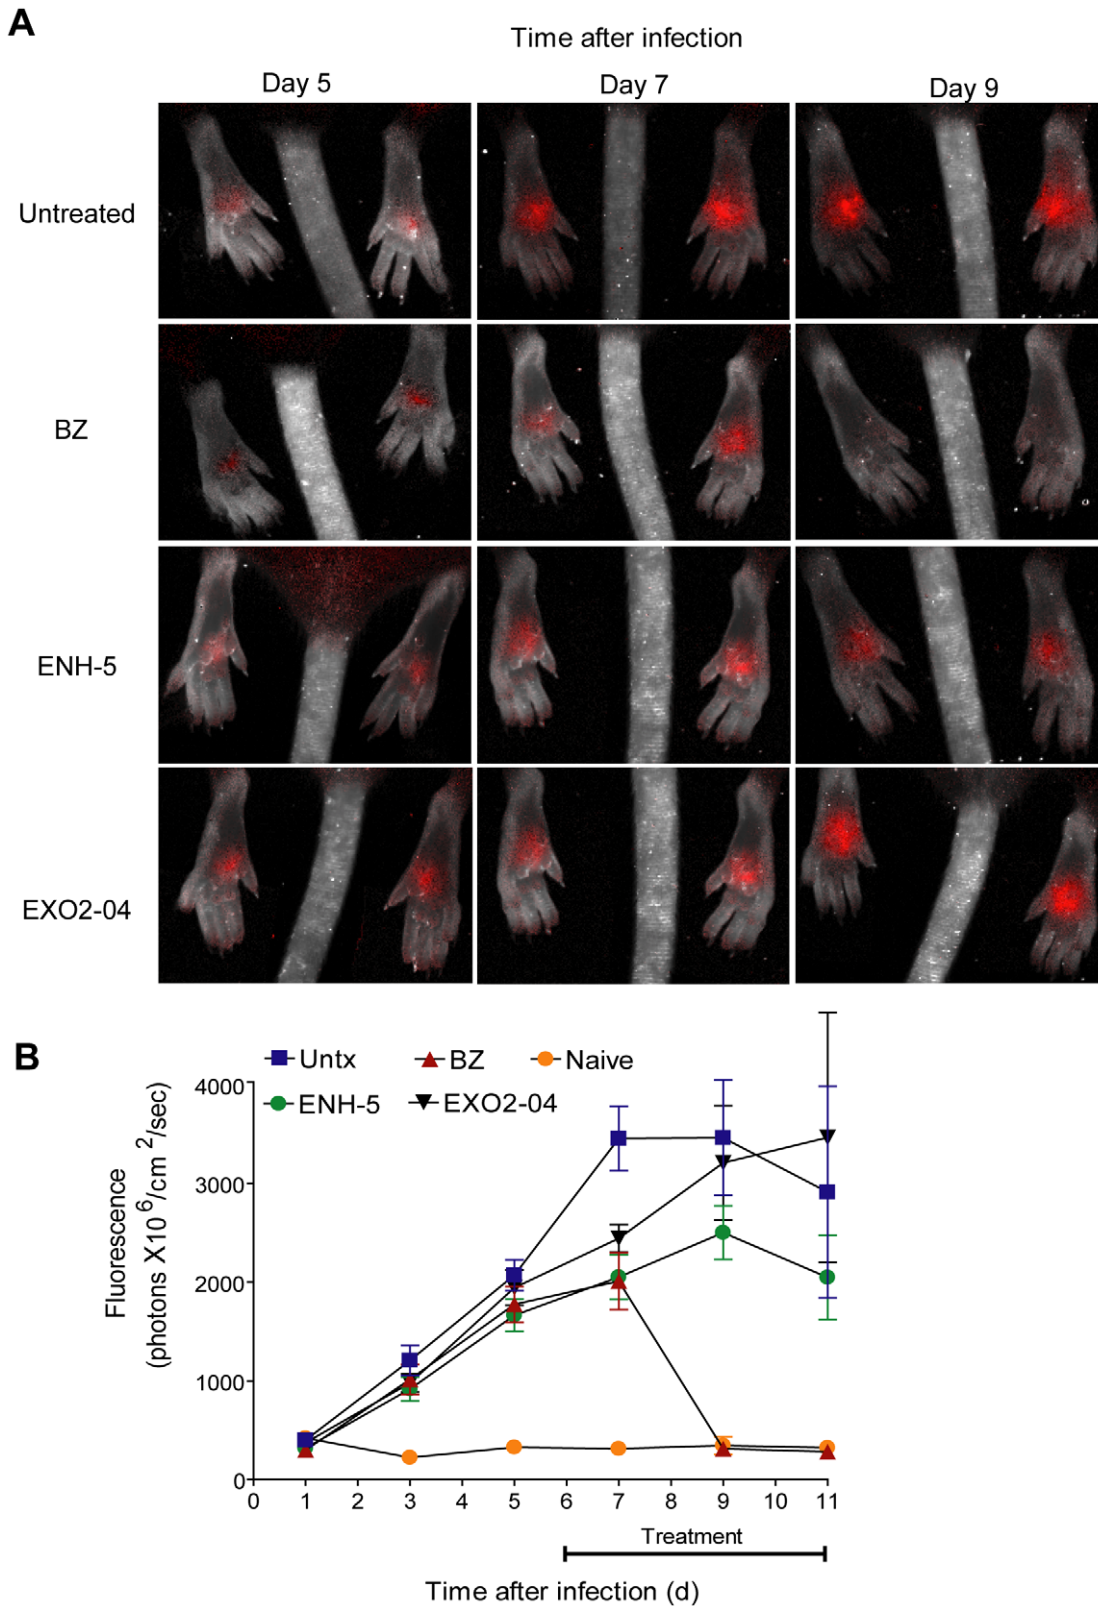 A
Time after infection
Day 5 Day 7 Day 9
Untreated
BZ
ENH-5
EXO2-04
B
Untx BZ Naive
ENH-5 EXO2-04
Fluorescence
(photons X10^6/cm^2/sec)
4000
3000
2000
1000
0
0 1 2 3 4 5 6 7 8 9 10 11
Treatment
Time after infection (d)